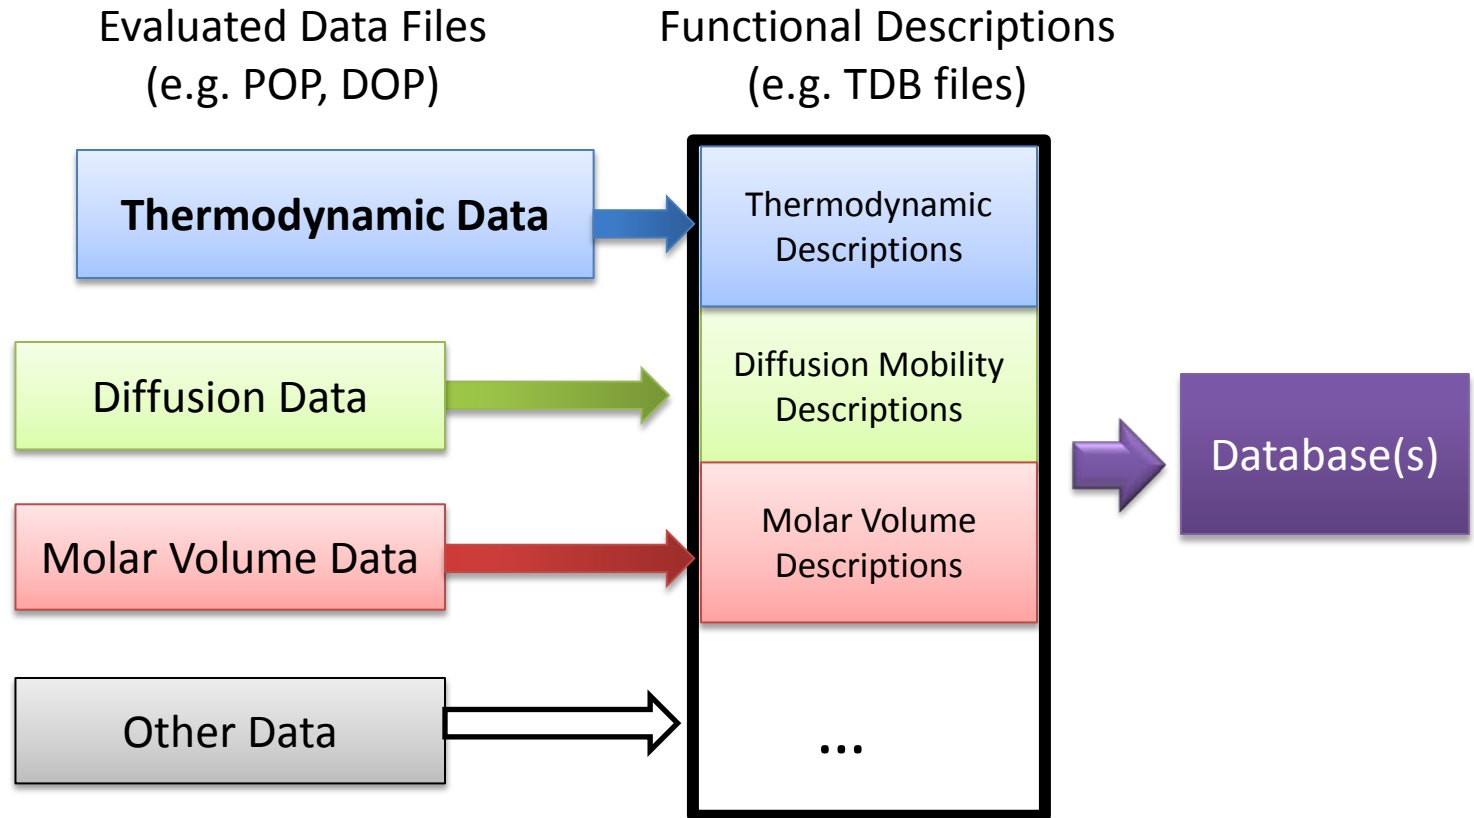 Evaluated Data Files
(e.g. POP, DOP)
Functional Descriptions
(e.g. TDB files)
Thermodynamic Data
Thermodynamic
Descriptions
Diffusion Data
Diffusion Mobility
Descriptions
Database(s)
Molar Volume Data
Molar Volume
Descriptions
Other Data
...